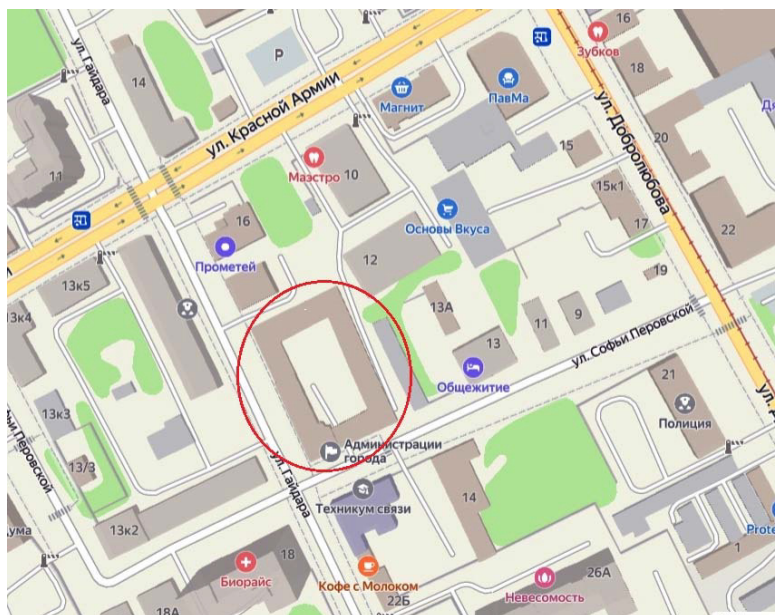 16
Зубков
18
14
ул. Гайдара
P
ул. Красной Армии
Магнит
ПавМа
ул. Добролюбова
20
15
11
Маэстро
10
15к1
16
17
22
Основы Вкуса
Прометей
12
19
13к5
13А
13к4
11
9
13
ул. Софьи Перовской
Общежитие
21
13к3
Полиция
Администрации
города
13/3
ул. Гайдара
14
Техникум связи
13к2
Prote
1
18
Биорайс
Кофе с Молоком
26А
Невесомость
18А
22Б